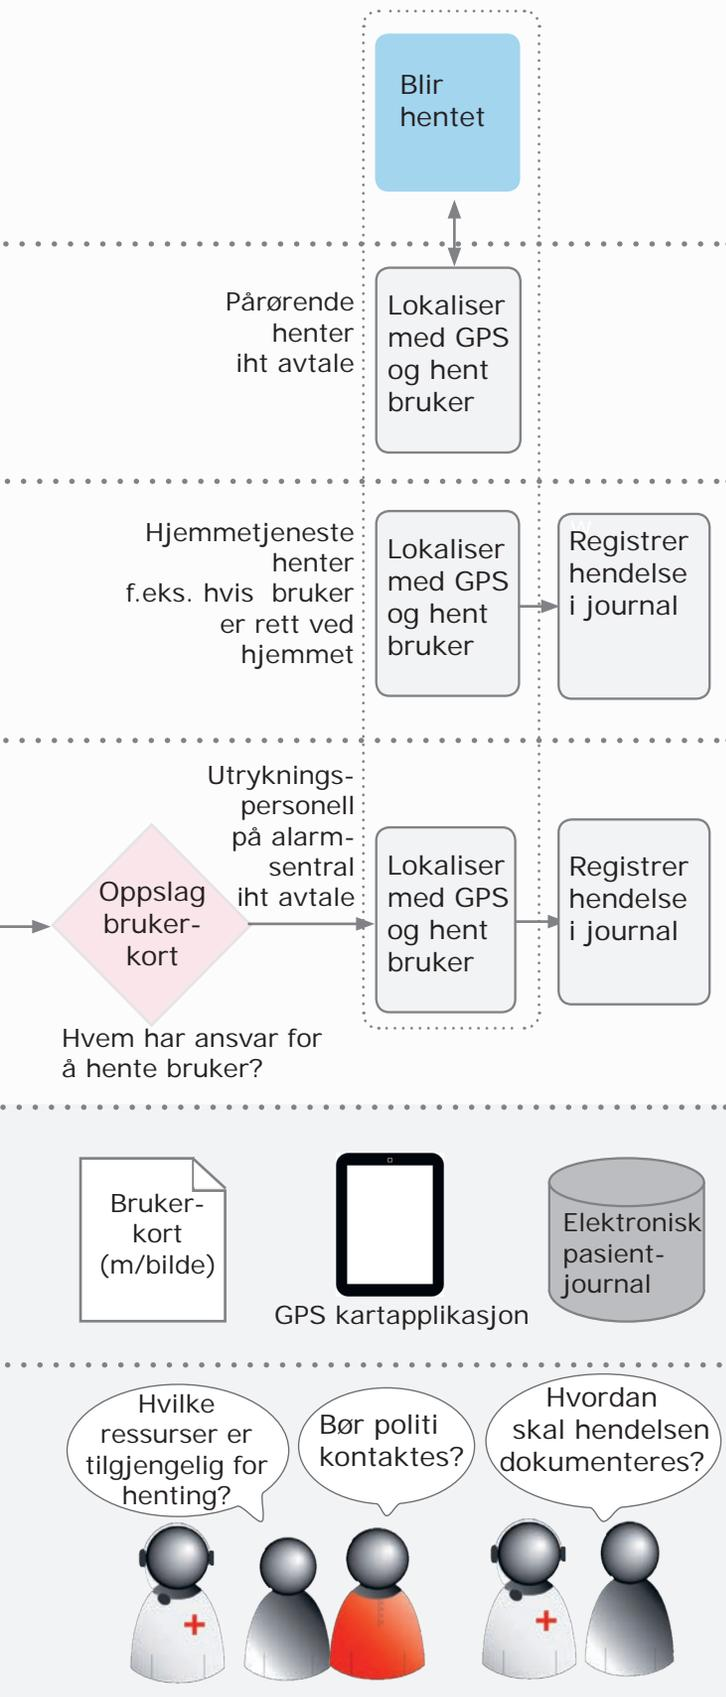 Blir
hentet
Pårørende
henter
iht avtale
Lokaliser
med GPS
og hent
bruker
Hjemmetjeneste
henter
f.eks. hvis bruker
er rett ved
hjemmet
Lokaliser
med GPS
og hent
bruker
w
Registrer
hendelse
i journal
Utryknings-
personell
på alarm-
sentral
iht avtale
Oppslag
bruker-
kort
Lokaliser
med GPS
og hent
bruker
Registrer
hendelse
i journal
Hvem har ansvar for
å hente bruker?
Bruker-
kort
(m/bilde)
GPS kartapplikasjon
Elektronisk
pasient-
journal
Hvilke
ressurser er
tilgjengelig for
henting?
Bør politi
kontaktes?
Hvordan
skal hendelsen
dokumenteres?